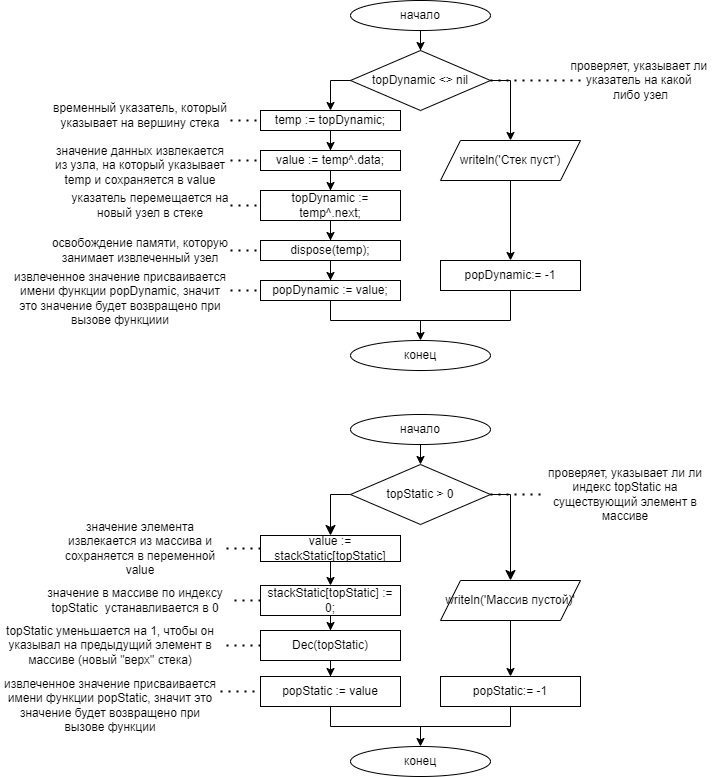 начало
topDynamic <> nil
проверяет, указывает ли
указатель на какой
либо узел
временный указатель, который
указывает на вершину стека
temp := topDynamic;
значение данных извлекается
из узла, на который указывает
temp и сохраняется в value
value := temp^.data;
writeln('Стек пуст')
указатель перемещается на
новый узел в стеке
topDynamic :=
temp^.next;
освобождение памяти, которую
занимает извлеченный узел
dispose(temp);
извлеченное значение присваивается
имени функции popDynamic, значит
это значение будет возвращено при
вызове функциии
popDynamic := value;
popDynamic:= -1
конец
начало
topStatic > 0
проверяет, указывает ли ли
индекс topStatic на
существующий элемент в
массиве
значение элемента
извлекается из массива и
сохраняется в переменной
value
value :=
stackStatic[topStatic]
значение в массиве по индексу
topStatic устанавливается в 0
stackStatic[topStatic] :=
0;
writeln('Массив пустой)'
topStatic уменьшается на 1, чтобы он
указывал на предыдущий элемент в
массиве (новый "верх" стека)
Dec(topStatic)
извлеченное значение присваивается
имени функции popStatic, значит это
значение будет возвращено при
вызове функции
popStatic := value
popStatic:= -1
конец